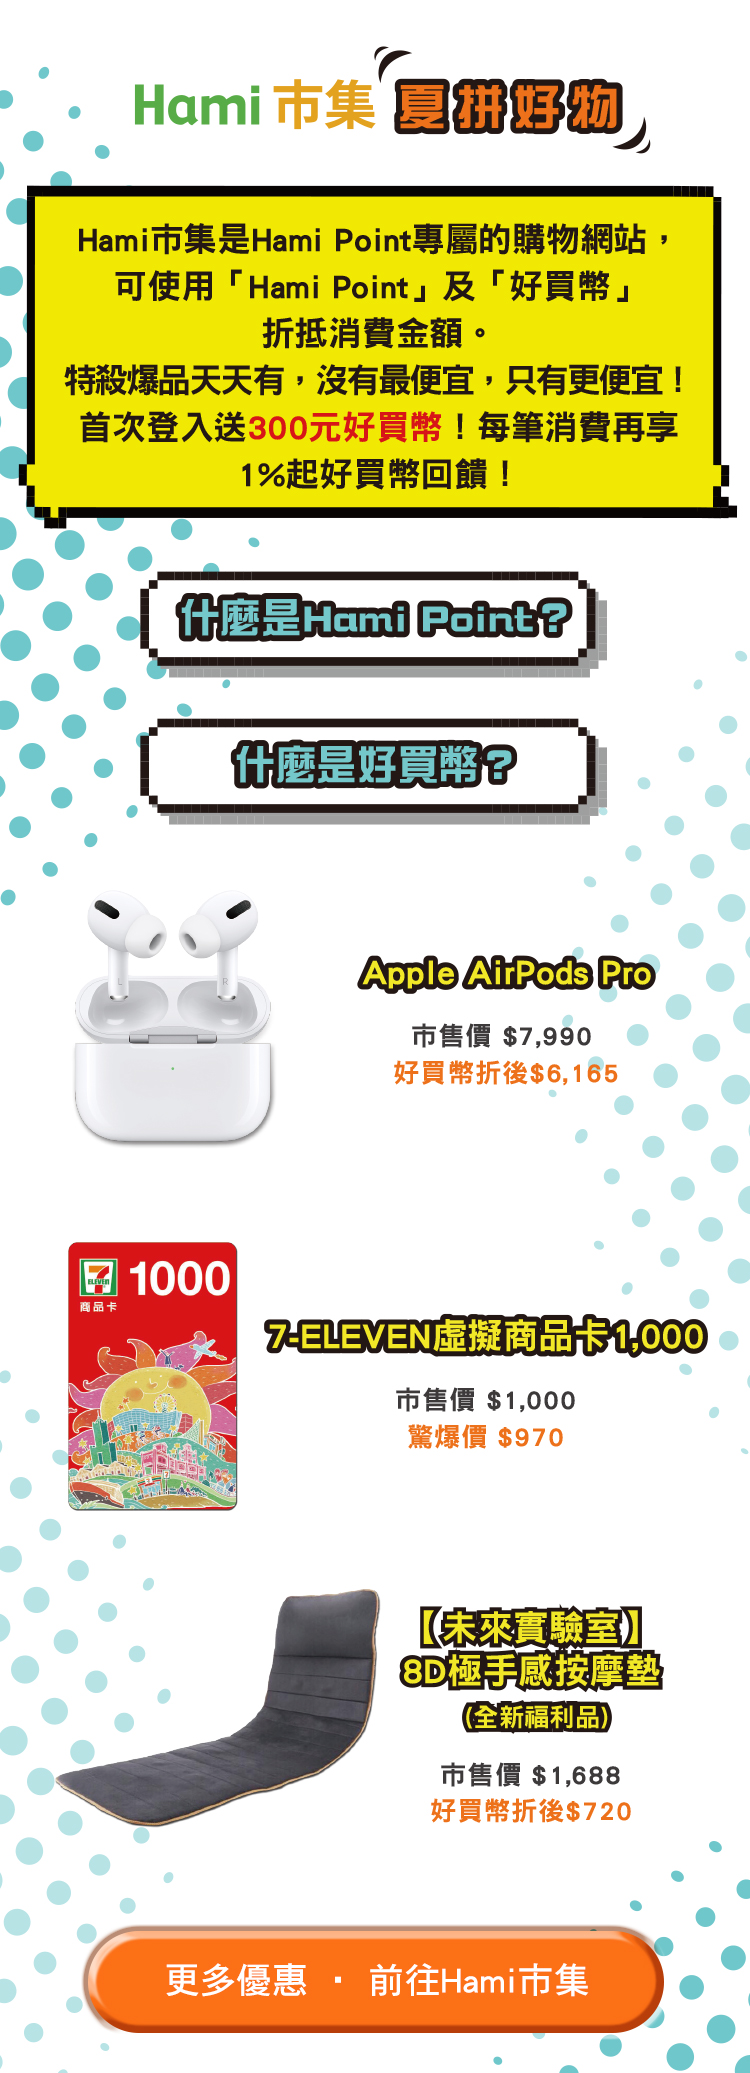 Hami 市集 夏拼好物
Hami市集是Hami Point專屬的購物網站，
可使用「Hami Point」及「好買幣」
折抵消費金額。
特殺爆品天天有，沒有最便宜，只有更便宜！
首次登入送300元好買幣！每筆消費再享
1%起好買幣回饋！
什麼是Hami Point？
什麼是好買幣？
L R
Apple AirPods Pro
市售價 $7,990
好買幣折後$6,165
7 ELEVEN 1000
商品卡
7-ELEVEN虛擬商品卡1,000
市售價 $1,000
驚爆價 $970
【未來實驗室】
8D極手感按摩墊
(全新福利品)
市售價 $1,688
好買幣折後$720
更多優惠 · 前往Hami市集